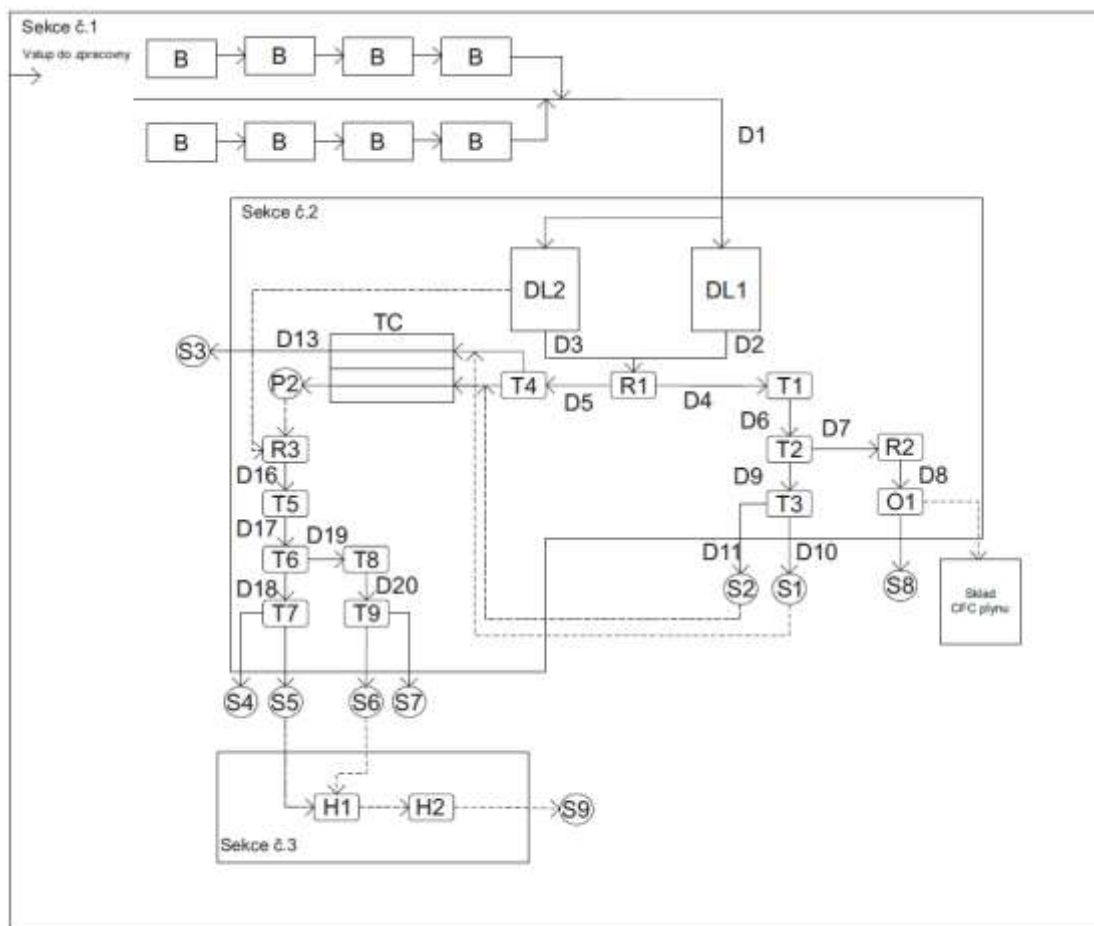 Sekce č.1
Vstup do zpracovny
B B B B
B B B B
D1
Sekce č.2
DL2 DL1
TC
D13 D3 D2
S3
P2 T4 R1 T1
D5 D4
D6 D7
R3 T2 R2
D16 D9 D8
T5 T3 O1
D17 D19
T6 T8 D11 D10
D18 D20 S2 S1 S8
T7 T9
Sklad
CFC plynu
S4 S5 S6 S7
H1 H2 S9
Sekce č.3